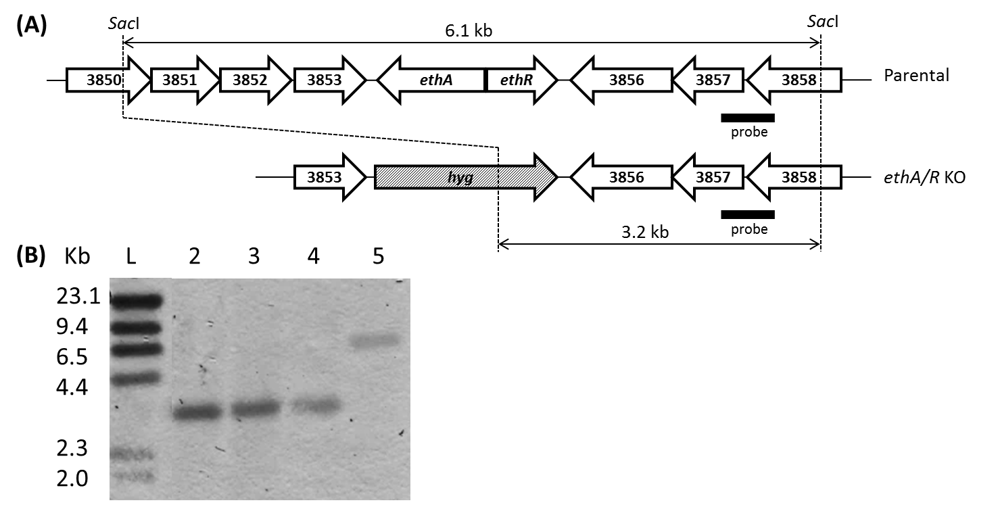 (A) SacI 6.1 kb SacI
3850 3851 3852 3853 ethA ethR 3856 3857 3858 Parental
probe
3853 hyg 3856 3857 3858 ethA/R KO
probe
3.2 kb
(B) Kb L 2 3 4 5
23.1
9.4
6.5
4.4
2.3
2.0